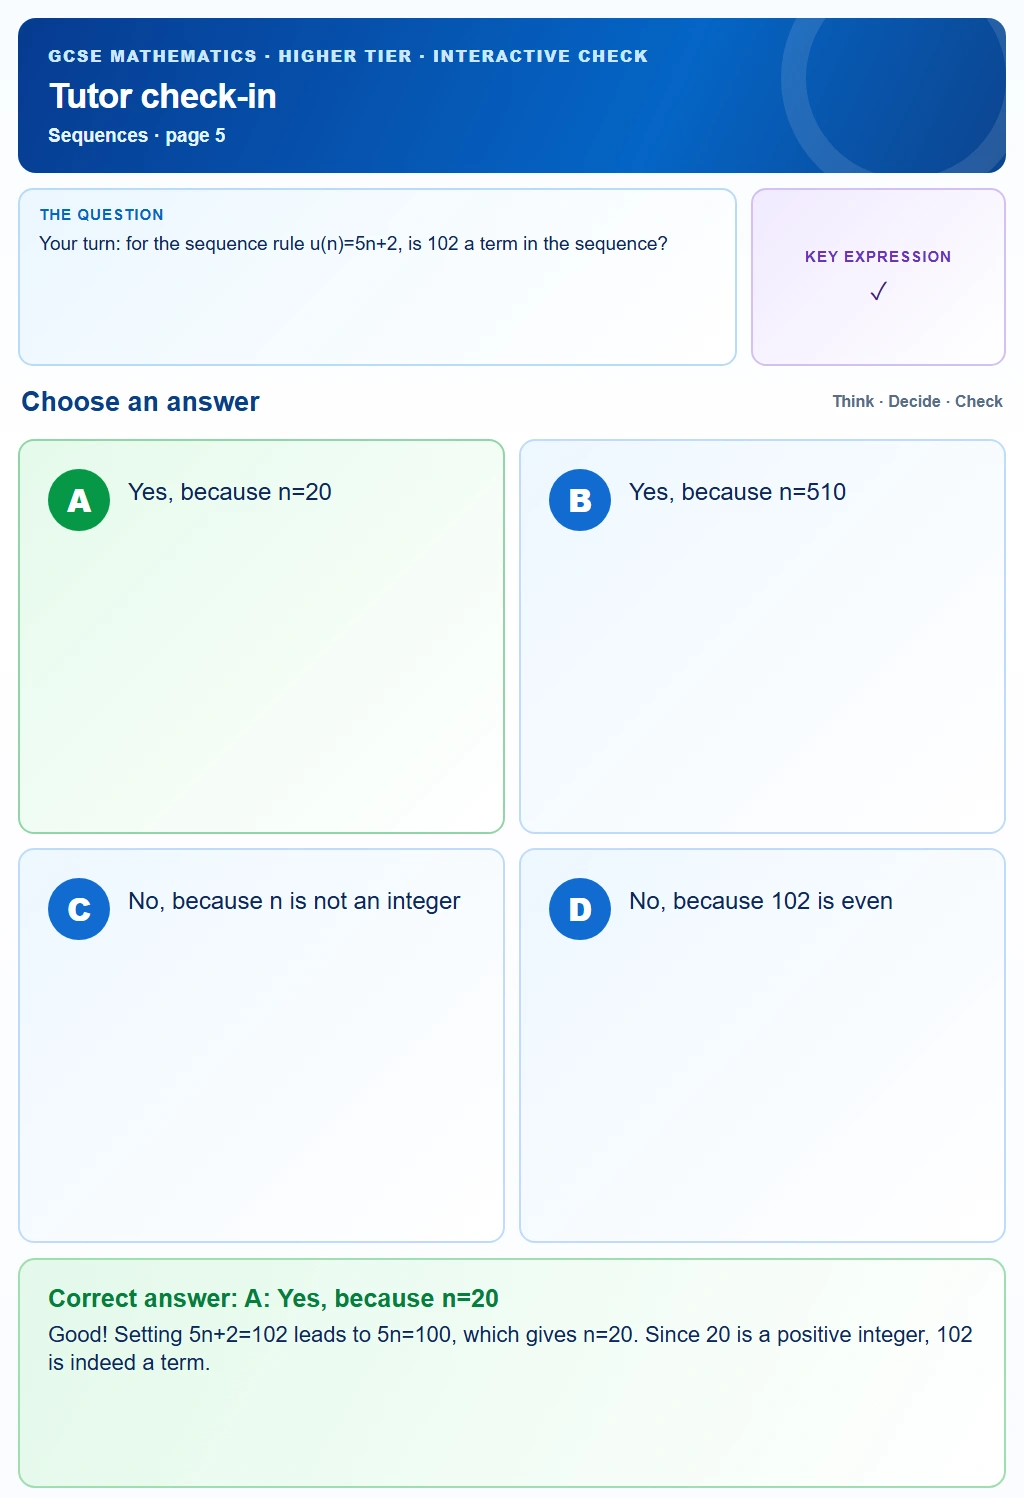 GCSE MATHEMATICS · HIGHER TIER · INTERACTIVE CHECK
Tutor check-in
Sequences · page 5
THE QUESTION
Your turn: for the sequence rule u(n)=5n+2, is 102 a term in the sequence?
KEY EXPRESSION
✓
Choose an answer
Think · Decide · Check
A
Yes, because n=20
B
Yes, because n=510
C
No, because n is not an integer
D
No, because 102 is even
Correct answer: A: Yes, because n=20
Good! Setting 5n+2=102 leads to 5n=100, which gives n=20. Since 20 is a positive integer, 102
is indeed a term.